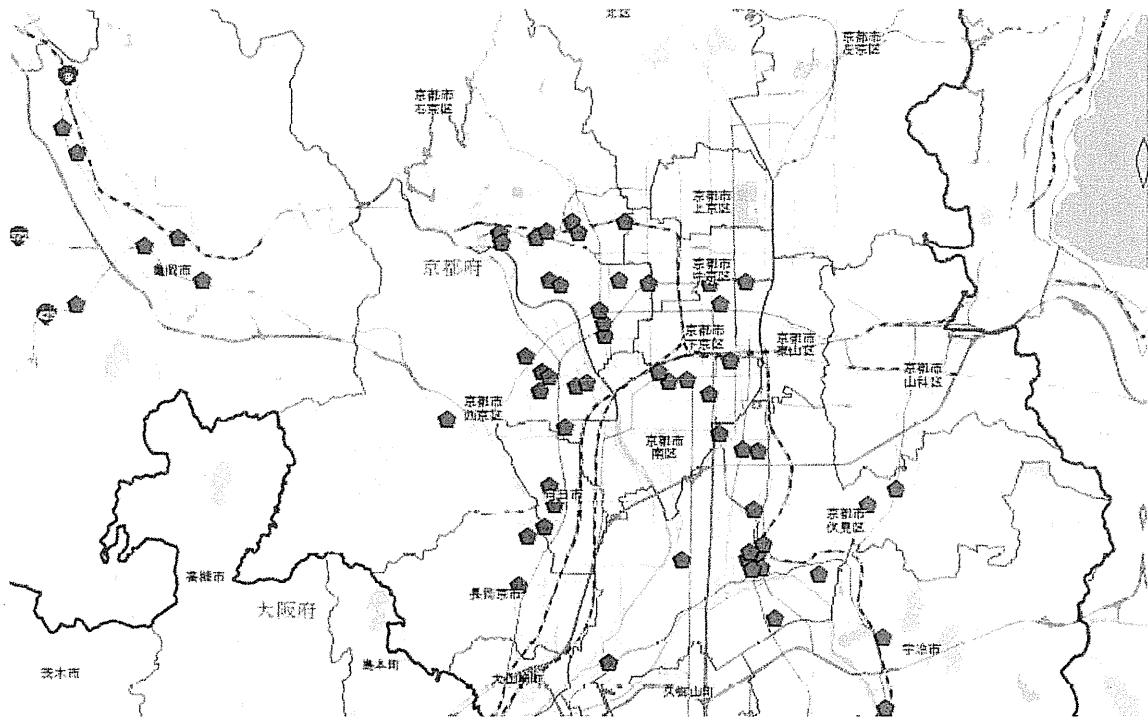 北区
京都市
左京区
京都市
右京区
京都市
上京区
京都府
京都市
中京区
亀岡市
京都市
下京区
京都市
東山区
京都市
山科区
京都市
西京区
京都市
南区
向日市
京都市
伏見区
高槻市
大阪府
長岡京市
宇治市
茨木市
島本町
大山崎町
久御山町